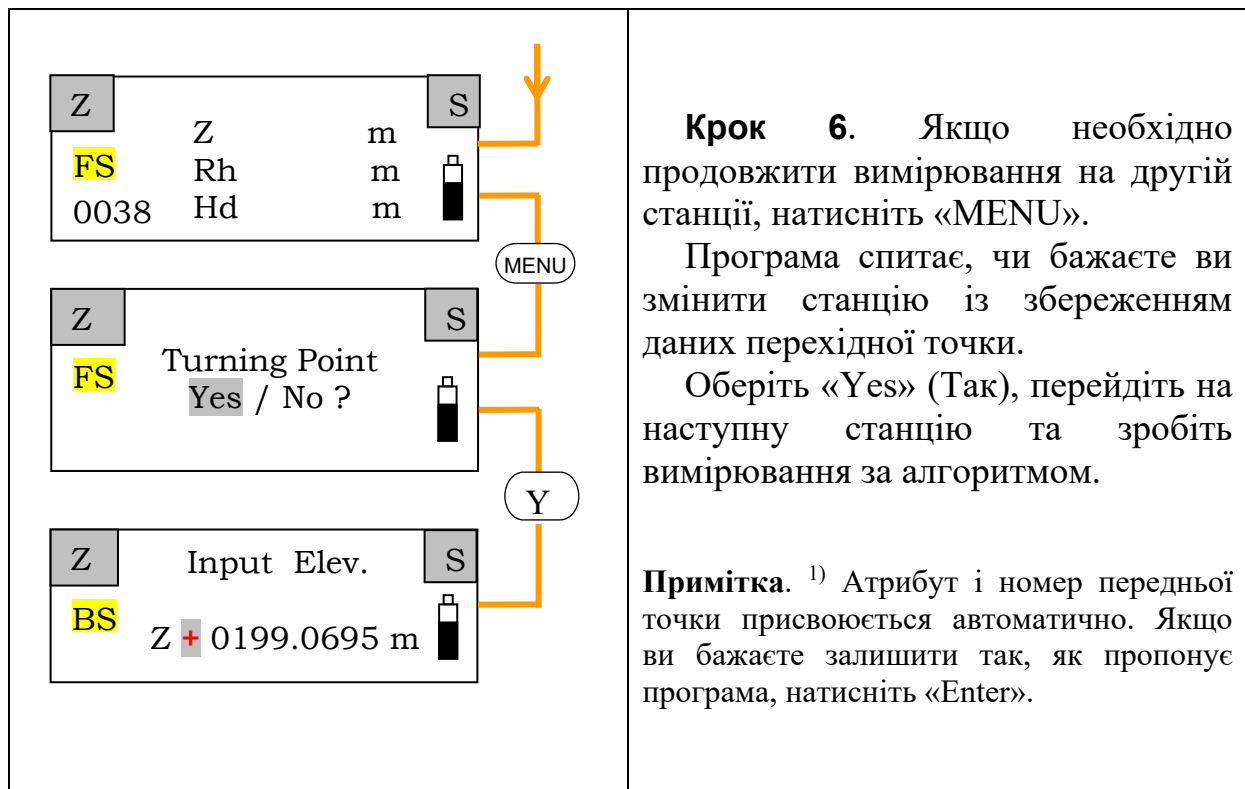 Z S
Z m
FS Rh m
0038 Hd m
MENU
Z S
Turning Point
FS Yes / No ?
Y
Z Input Elev. S
BS
Z + 0199.0695 m
Крок 6. Якщо необхідно
продовжити вимірювання на другій
станції, натисніть «MENU».
Програма спитає, чи бажаєте ви
змінити станцію із збереженням
даних перехідної точки.
Оберіть «Yes» (Так), перейдіть на
наступну станцію та зробіть
вимірювання за алгоритмом.
Примітка. 1) Атрибут і номер передньої
точки присвоюється автоматично. Якщо
ви бажаєте залишити так, як пропонує
програма, натисніть «Enter».